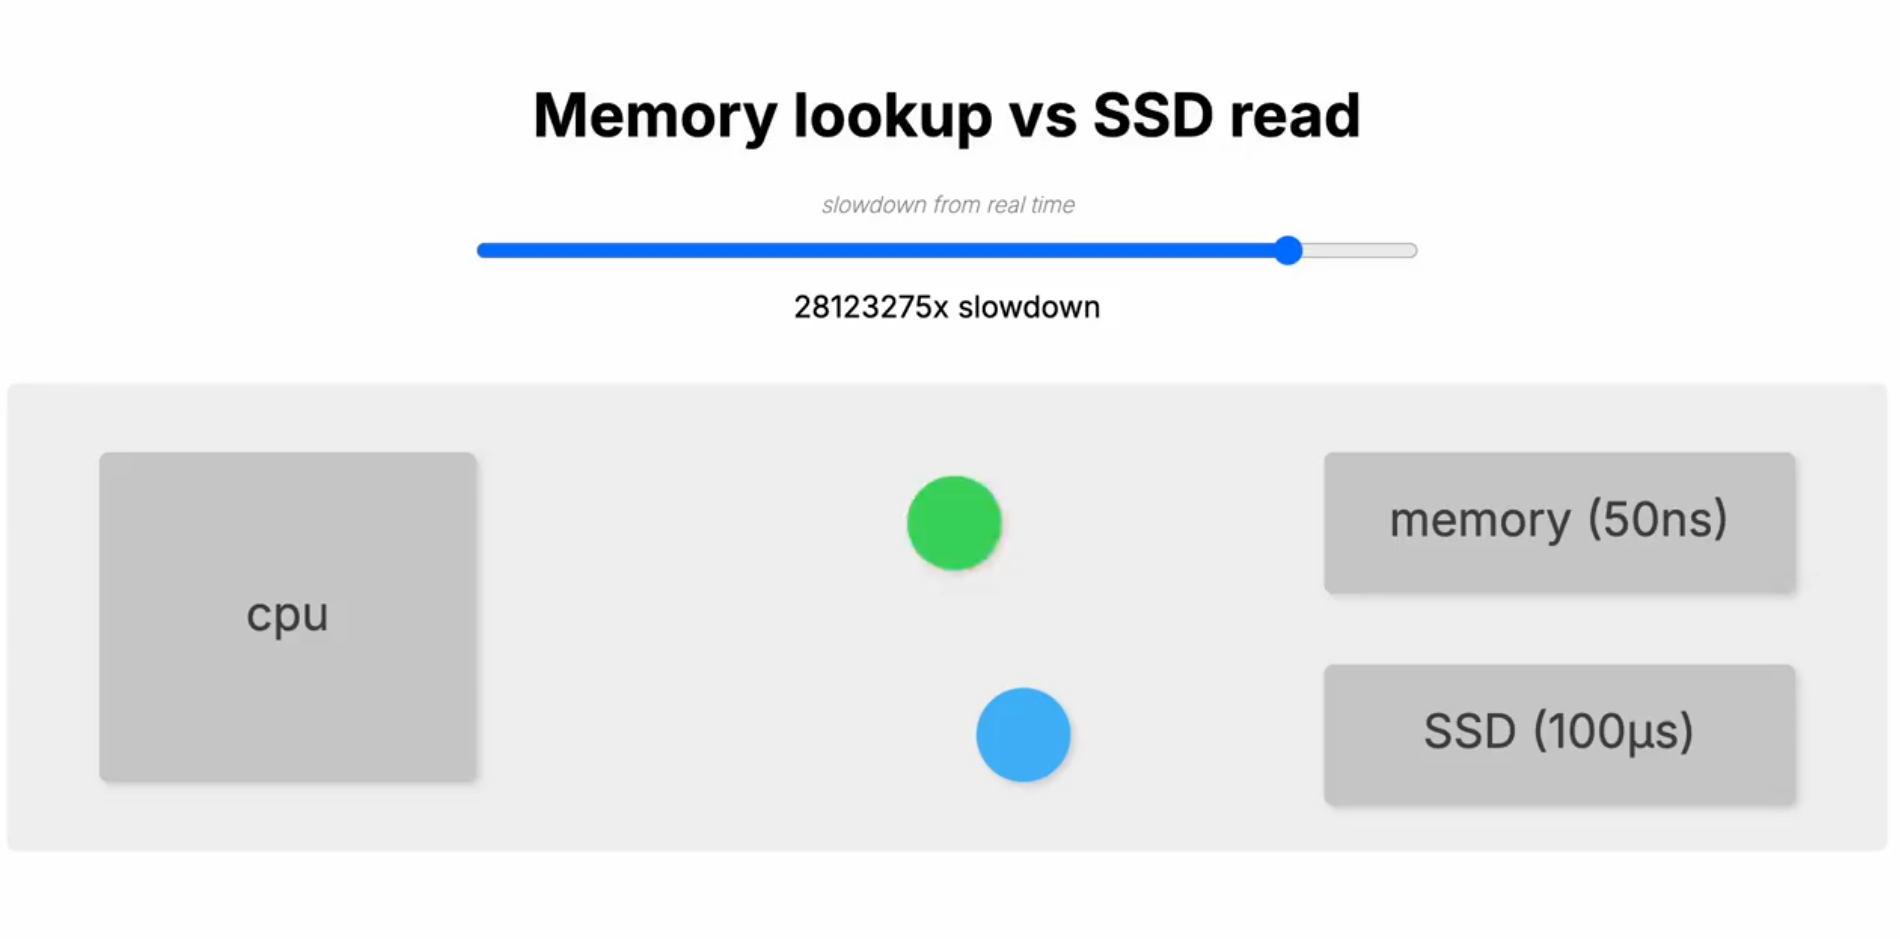 Memory lookup vs SSD read
slowdown from real time
28123275x slowdown
cpu
memory (50ns)
SSD (100μs)